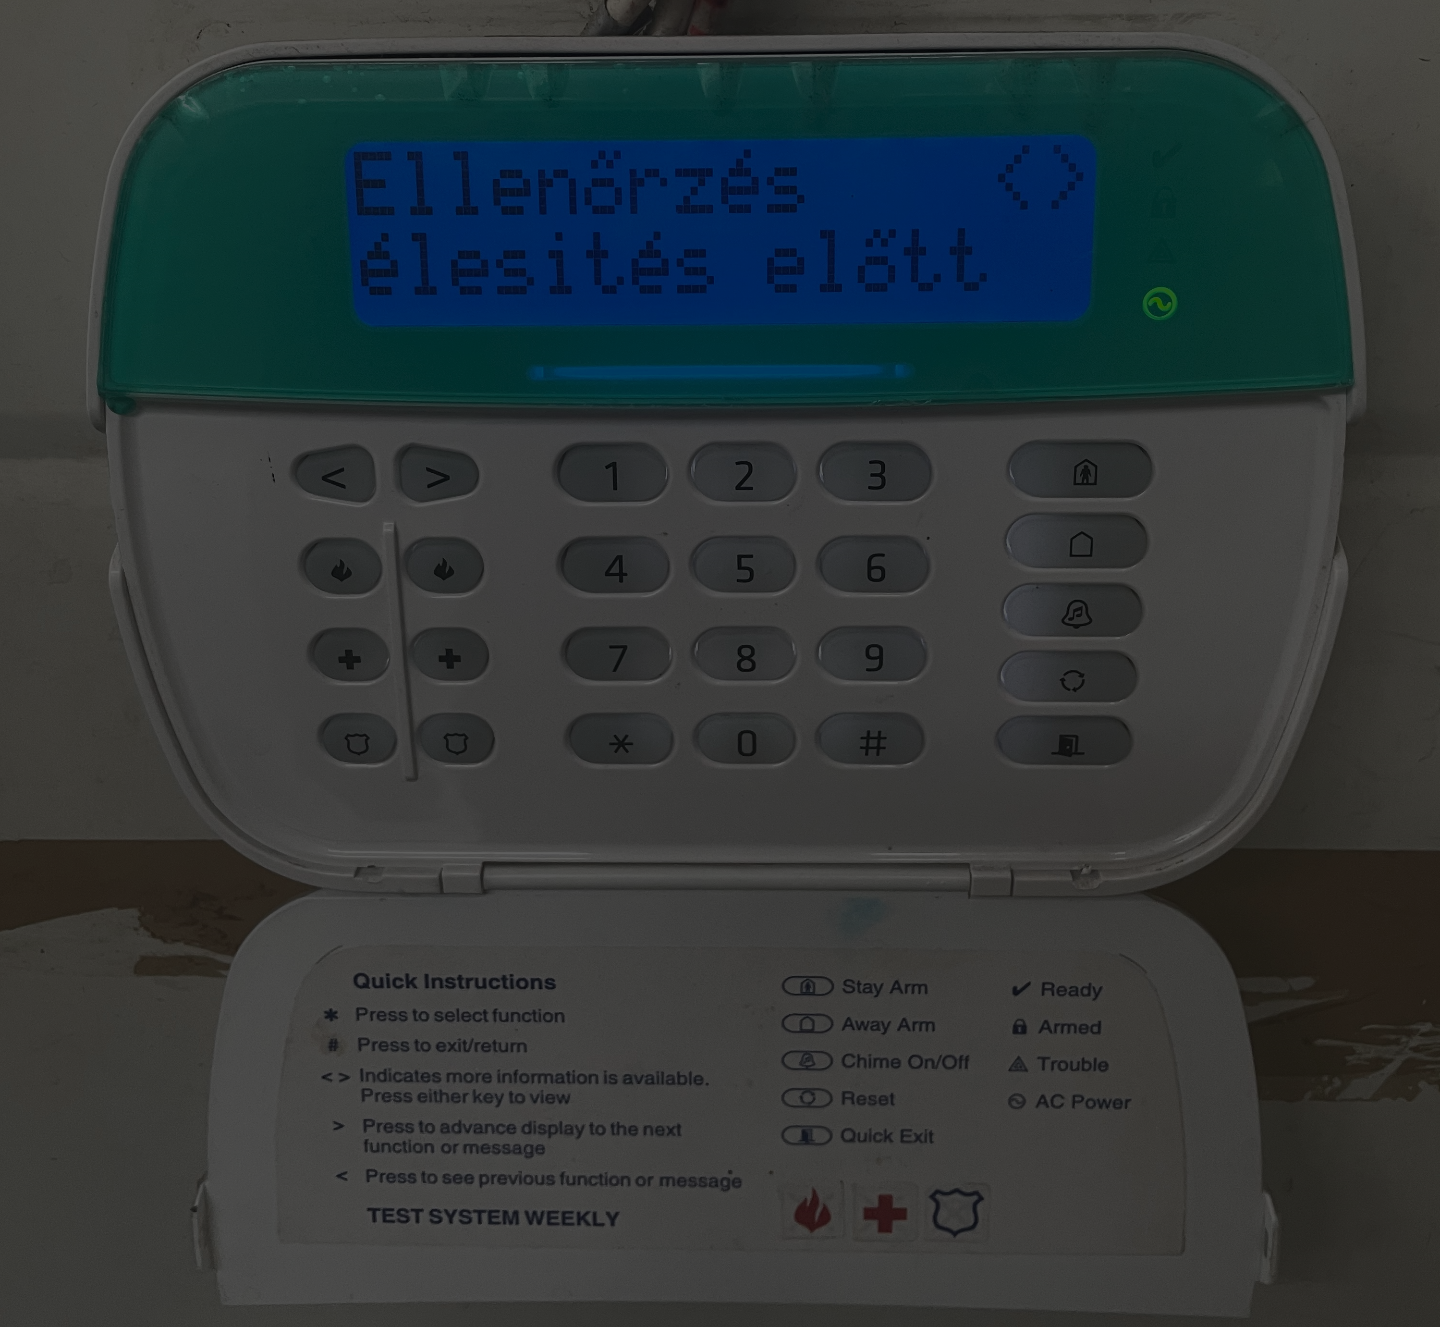 Ellenőrzés <>
élesités előtt
< >
1 2 3
4 5 6
7 8 9
* 0 #
Quick Instructions
* Press to select function
# Press to exit/return
< > Indicates more information is available.
Press either key to view
> Press to advance display to the next
function or message
< Press to see previous function or message
TEST SYSTEM WEEKLY
Stay Arm
Away Arm
Chime On/Off
Reset
Quick Exit
Ready
Armed
Trouble
AC Power